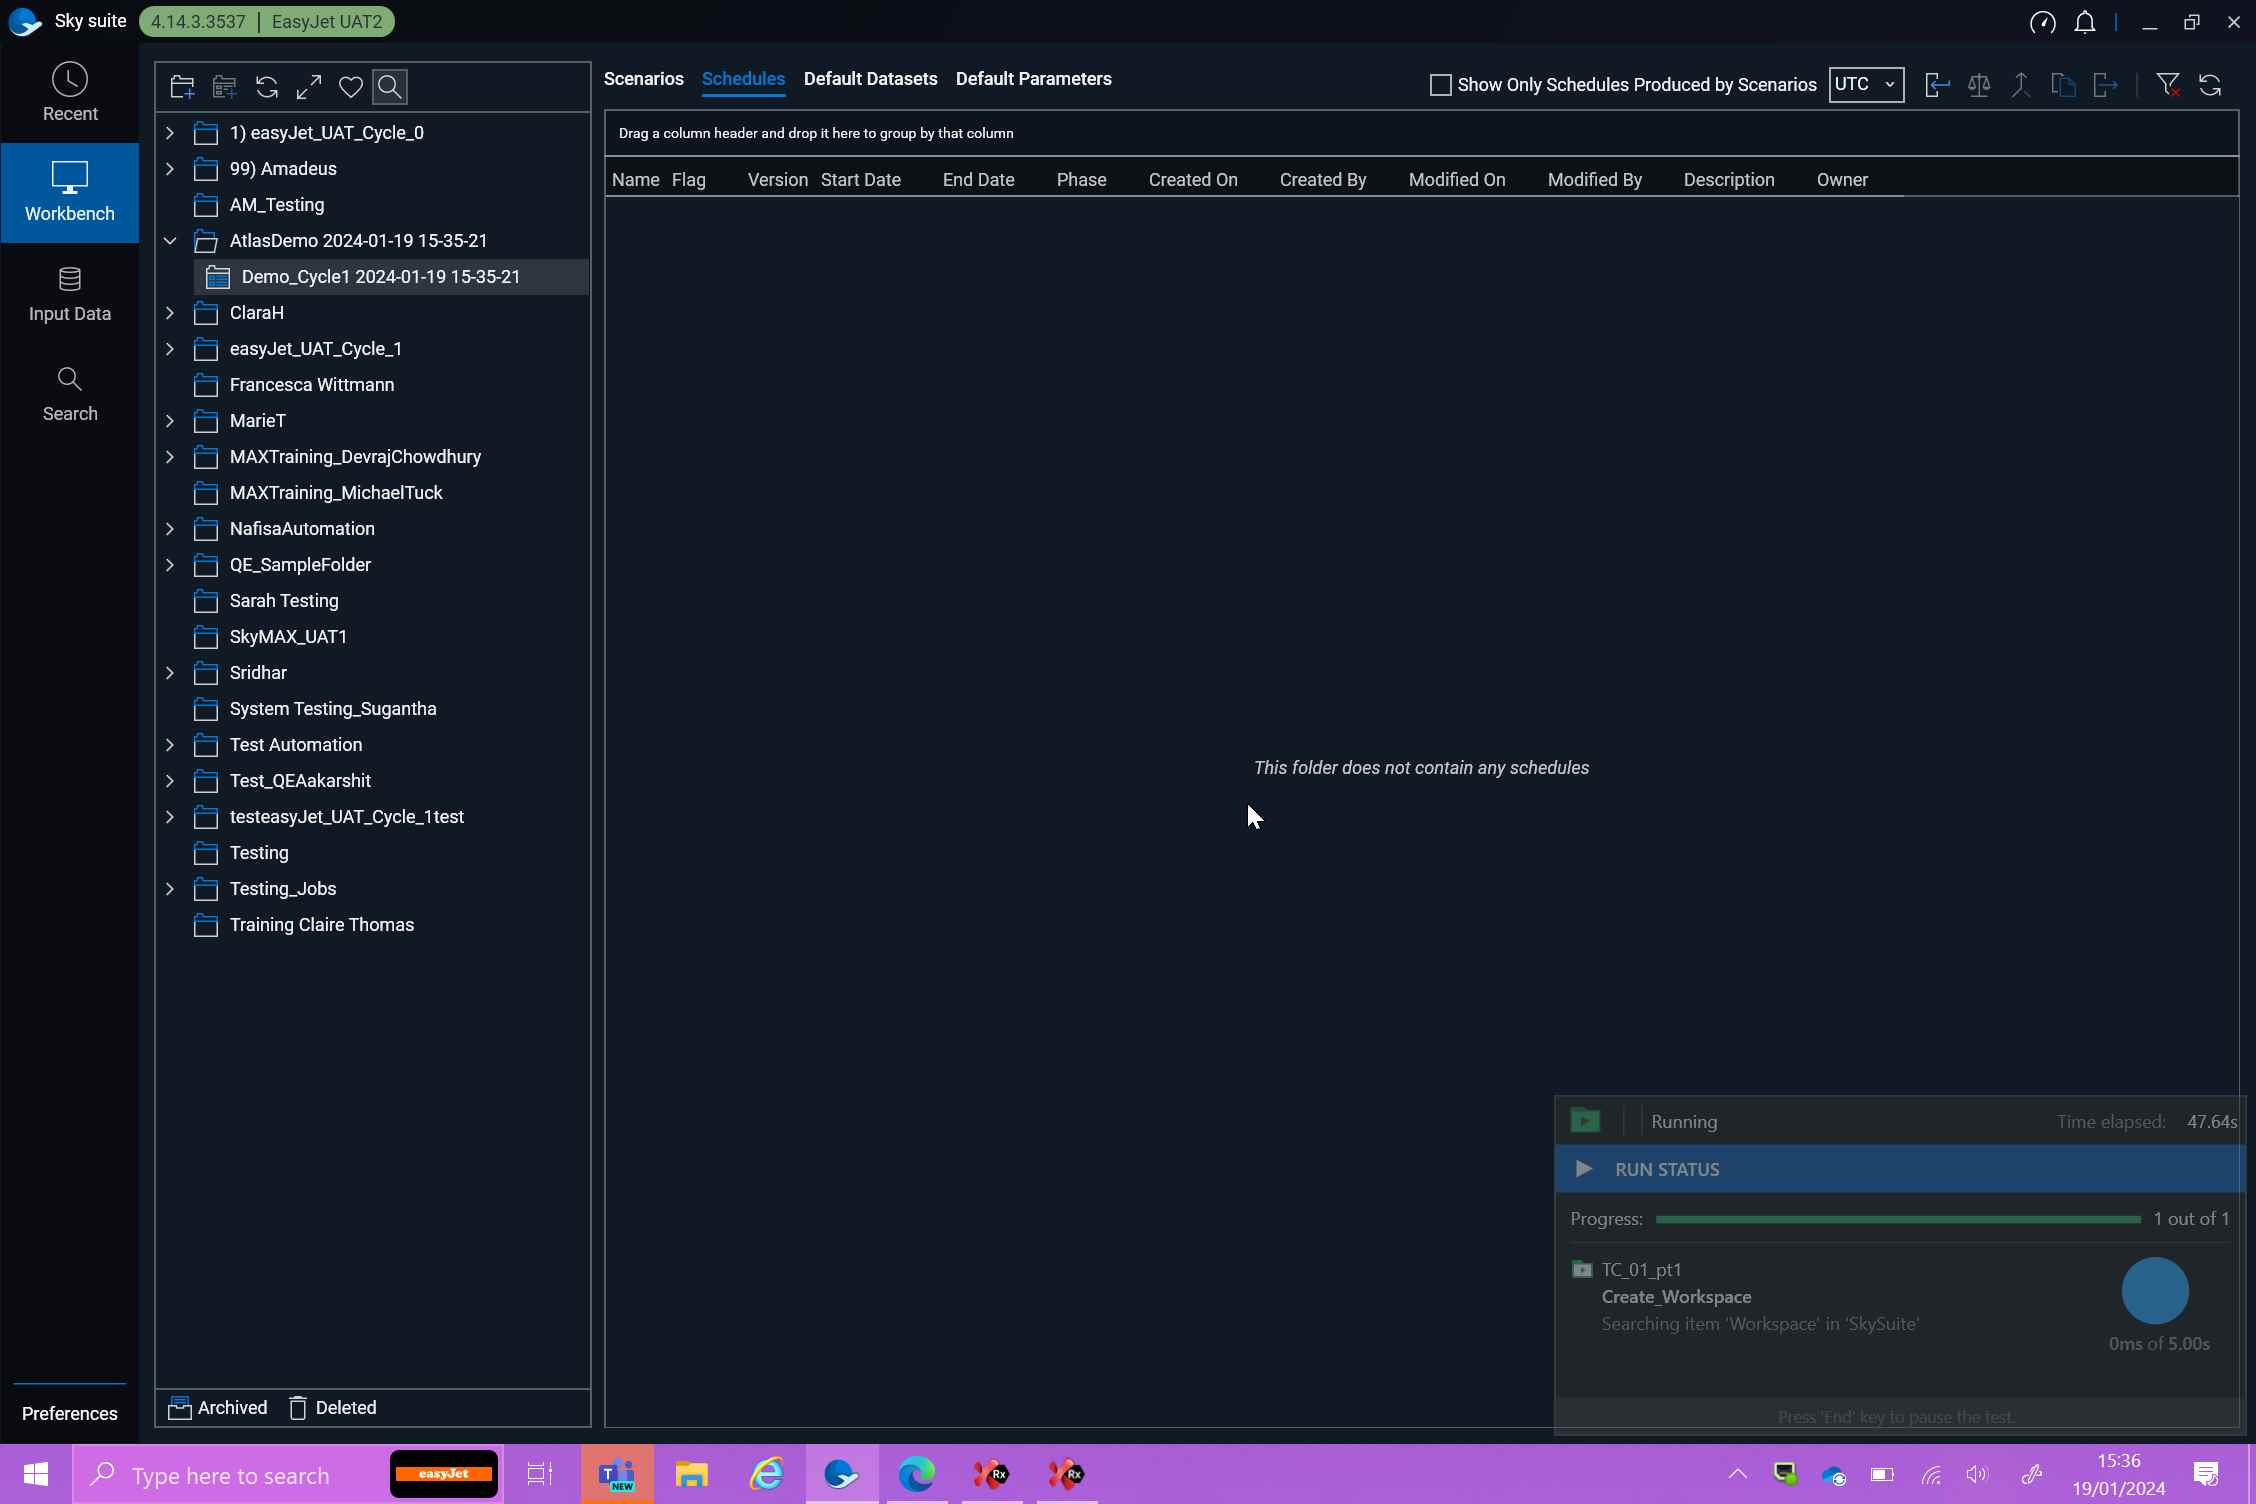 Sky suite 4.14.3.3537 | EasyJet UAT2
Recent
Workbench
Input Data
Search
Preferences
1) easyJet_UAT_Cycle_0
99) Amadeus
AM_Testing
AtlasDemo 2024-01-19 15-35-21
Demo_Cycle1 2024-01-19 15-35-21
ClaraH
easyJet_UAT_Cycle_1
Francesca Wittmann
MarieT
MAXTraining_DevrajChowdhury
MAXTraining_MichaelTuck
NafisaAutomation
QE_SampleFolder
Sarah Testing
SkyMAX_UAT1
Sridhar
System Testing_Sugantha
Test Automation
Test_QEAakarshit
testeasyJet_UAT_Cycle_1test
Testing
Testing_Jobs
Training Claire Thomas
Archived Deleted
Scenarios Schedules Default Datasets Default Parameters
Show Only Schedules Produced by Scenarios UTC
Drag a column header and drop it here to group by that column
Name Flag Version Start Date End Date Phase Created On Created By Modified On Modified By Description Owner
This folder does not contain any schedules
Running Time elapsed: 47.64s
RUN STATUS
Progress: 1 out of 1
TC_01_pt1
Create_Workspace
Searching item 'Workspace' in 'SkySuite'
0ms of 5.00s
Press 'End' key to pause the test.
Type here to search
easyJet
T
NEW
Rx
Rx
15:36
19/01/2024